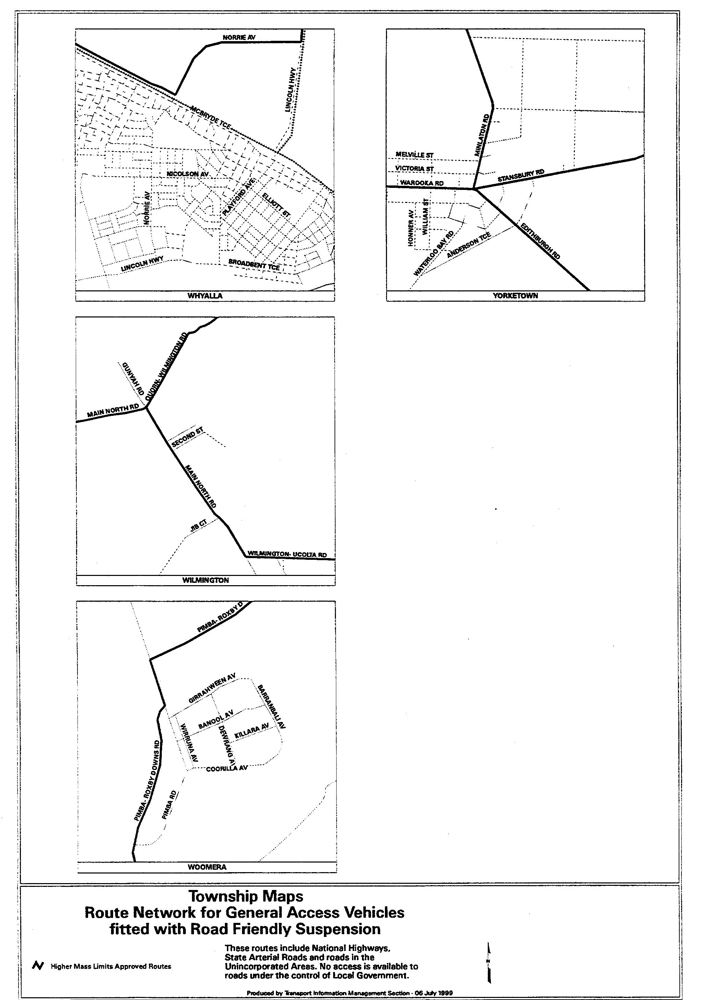 NORRIE AV
LINCOLN HWY
MCBRYDE TCE
NICOLSON AV
NORRIE AV
PLAYFORD AVE
ELLIOTT ST
LINCOLN HWY
BROADBENT TCE
WHYALLA
MINLATON RD
MELVILLE ST
VICTORIA ST
WAROOKA RD
STANSBURY RD
HONNER AV
WILLIAM ST
WATERLOO BAY RD
ANDERSON TCE
EDITHBURGH RD
YORKETOWN
QUORN- WILMINGTON RD
GUNYAH RD
MAIN NORTH RD
SECOND ST
MAIN NORTH RD
JIB CT
WILMINGTON- UCOLTA RD
WILMINGTON
PIMBA- ROXBY D
GIRRAHWEEN AV
BARRANBALI AV
BANOOL AV
WIRRUNA AV
DEWRANG AV
KILLARA AV
COORILLA AV
PIMBA- ROXBY DOWNS RD
PIMBA RD
WOOMERA
Township Maps
Route Network for General Access Vehicles
fitted with Road Friendly Suspension
Higher Mass Limits Approved Routes
These routes include National Highways,
State Arterial Roads and roads in the
Unincorporated Areas. No access is available to
roads under the control of Local Government.
N
Produced by Transport Information Management Section - 06 July 1999